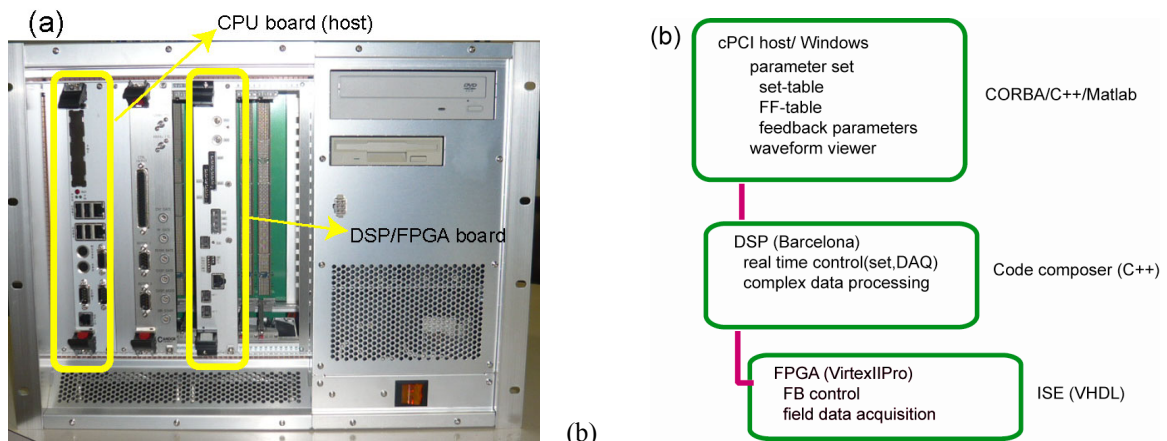 (a)
CPU board (host)
DSP/FPGA board
(b)
cPCI host/ Windows
parameter set
set-table
FF-table
feedback parameters
waveform viewer
CORBA/C++/Matlab
DSP (Barcelona)
real time control(set,DAQ)
complex data processing
Code composer (C++)
FPGA (VirtexIIPro)
FB control
field data acquisition
ISE (VHDL)
(b)